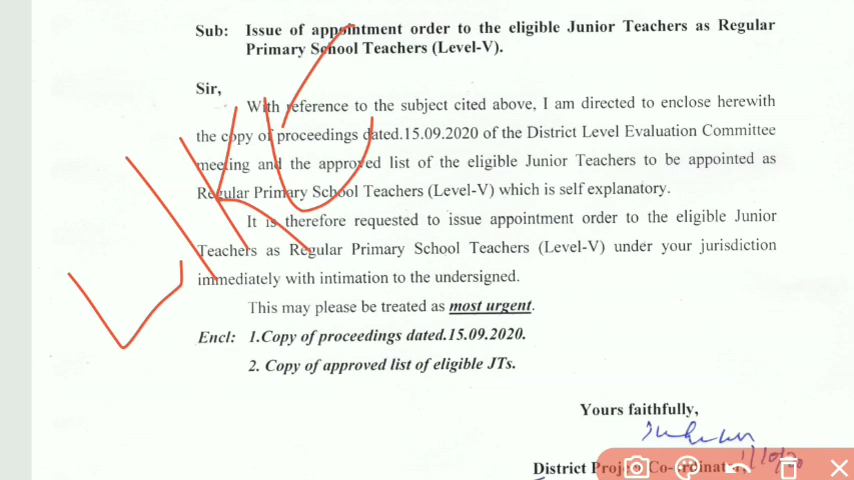 Sub: Issue of appointment order to the eligible Junior Teachers as Regular
Primary School Teachers (Level-V).
Sir,
With reference to the subject cited above, I am directed to enclose herewith
the copy of proceedings dated.15.09.2020 of the District Level Evaluation Committee
meeting and the approved list of the eligible Junior Teachers to be appointed as
Regular Primary School Teachers (Level-V) which is self explanatory.
It is therefore requested to issue appointment order to the eligible Junior
Teachers as Regular Primary School Teachers (Level-V) under your jurisdiction
immediately with intimation to the undersigned.
This may please be treated as most urgent.
Encl: 1.Copy of proceedings dated.15.09.2020.
2. Copy of approved list of eligible JTs.
Yours faithfully,
District Project Co-ordinator,